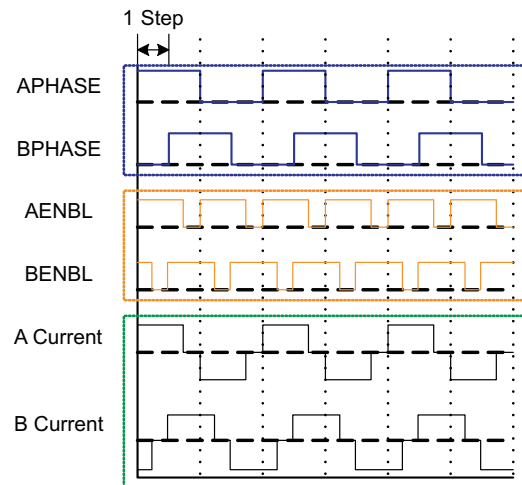 1 Step
APHASE
BPHASE
AENBL
BENBL
A Current
B Current